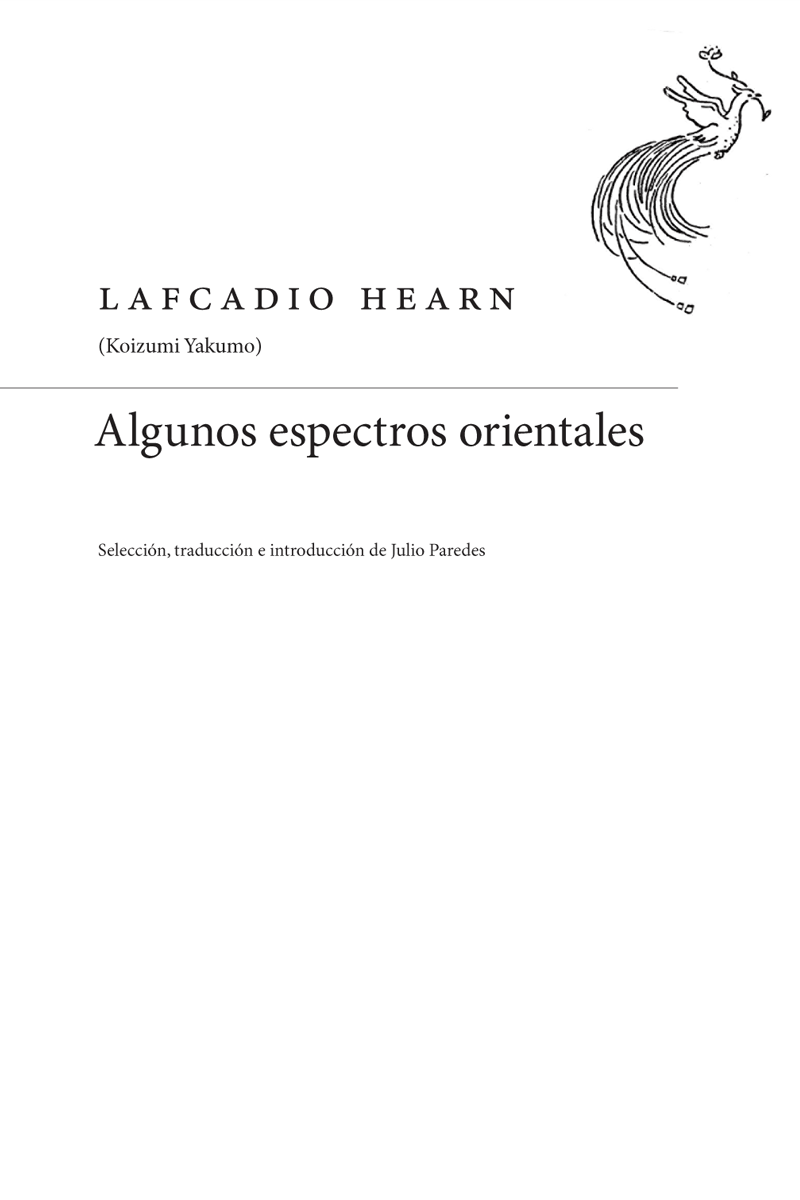 LAFCADIO HEARN
(Koizumi Yakumo)
Algunos espectros orientales
Selección, traducción e introducción de Julio Paredes